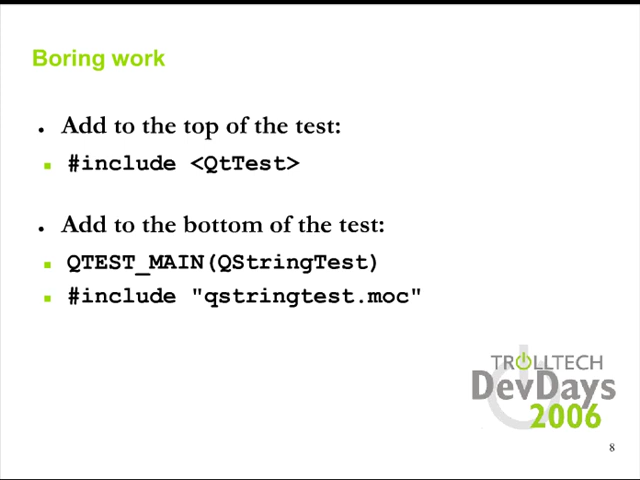 Boring work
• Add to the top of the test:
#include <QtTest>
• Add to the bottom of the test:
QTEST_MAIN(QStringTest)
#include "qstringtest.moc"
TROLLTECH
DevDays
2006
8